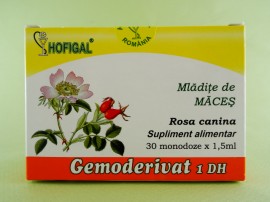 HOFIGAL
ROMÂNIA
Mlădițe de
MĂCEȘ
Rosa canina
Supliment alimentar
30 monodoze x 1,5ml
Gemoderivat 1 DH